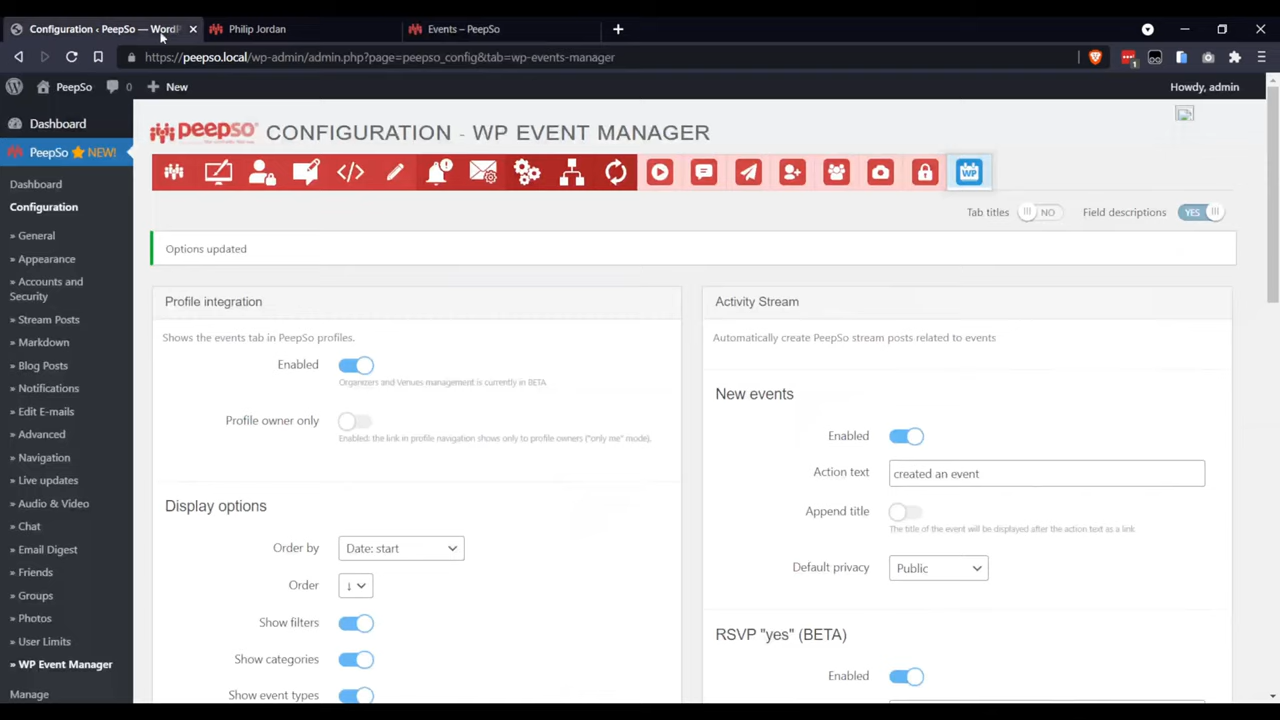 Configuration ‹ PeepSo — WordP
Philip Jordan
Events – PeepSo
https://peepso.local/wp-admin/admin.php?page=peepso_config&tab=wp-events-manager
1
PeepSo
0
New
Howdy, admin
Dashboard
PeepSo NEW!
Dashboard
Configuration
» General
» Appearance
» Accounts and
Security
» Stream Posts
» Markdown
» Blog Posts
» Notifications
» Edit E-mails
» Advanced
» Navigation
» Live updates
» Audio & Video
» Chat
» Email Digest
» Friends
» Groups
» Photos
» User Limits
» WP Event Manager
Manage
peepso CONFIGURATION - WP EVENT MANAGER
WP
Tab titles NO Field descriptions YES
Options updated
Profile integration
Shows the events tab in PeepSo profiles.
Enabled
Organizers and Venues management is currently in BETA
Profile owner only
Enabled: the link in profile navigation shows only to profile owners ("only me" mode).
Display options
Order by Date: start
Order ↓
Show filters
Show categories
Show event types
Activity Stream
Automatically create PeepSo stream posts related to events
New events
Enabled
Action text created an event
Append title
The title of the event will be displayed after the action text as a link
Default privacy Public
RSVP "yes" (BETA)
Enabled